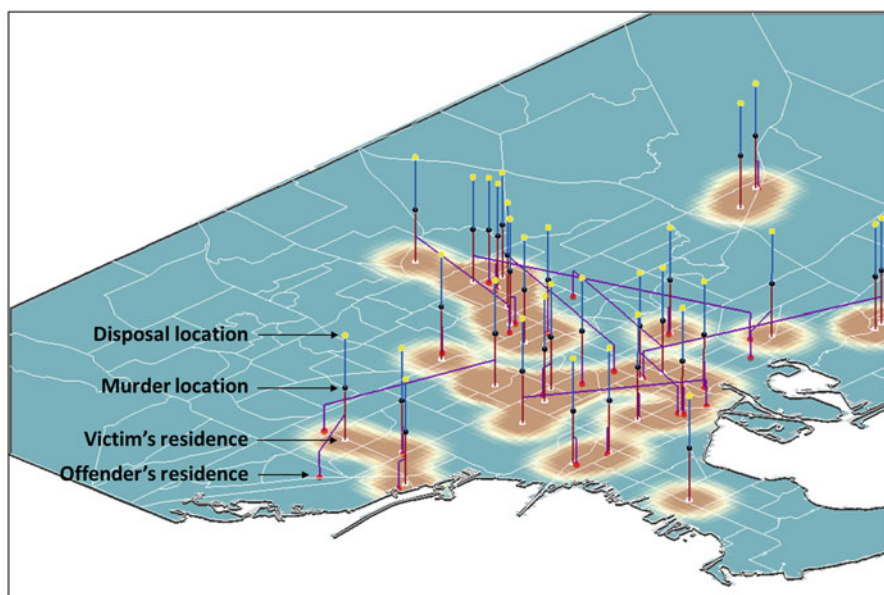 Disposal location
Murder location
Victim's residence
Offender's residence